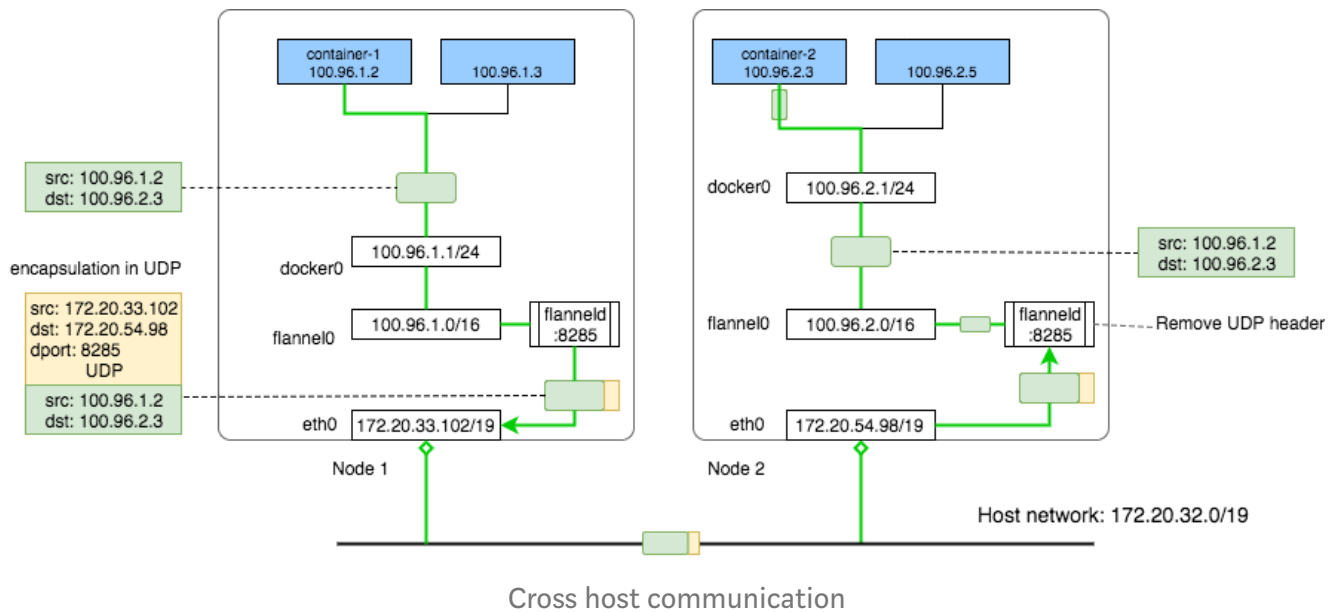 container-1
100.96.1.2
100.96.1.3
src: 100.96.1.2
dst: 100.96.2.3
100.96.1.1/24
docker0
encapsulation in UDP
src: 172.20.33.102
dst: 172.20.54.98
dport: 8285
UDP
src: 100.96.1.2
dst: 100.96.2.3
100.96.1.0/16
flannel0
flanneld
:8285
eth0
172.20.33.102/19
Node 1
container-2
100.96.2.3
100.96.2.5
docker0
100.96.2.1/24
src: 100.96.1.2
dst: 100.96.2.3
flannel0
100.96.2.0/16
flanneld
:8285
Remove UDP header
eth0
172.20.54.98/19
Node 2
Host network: 172.20.32.0/19
Cross host communication